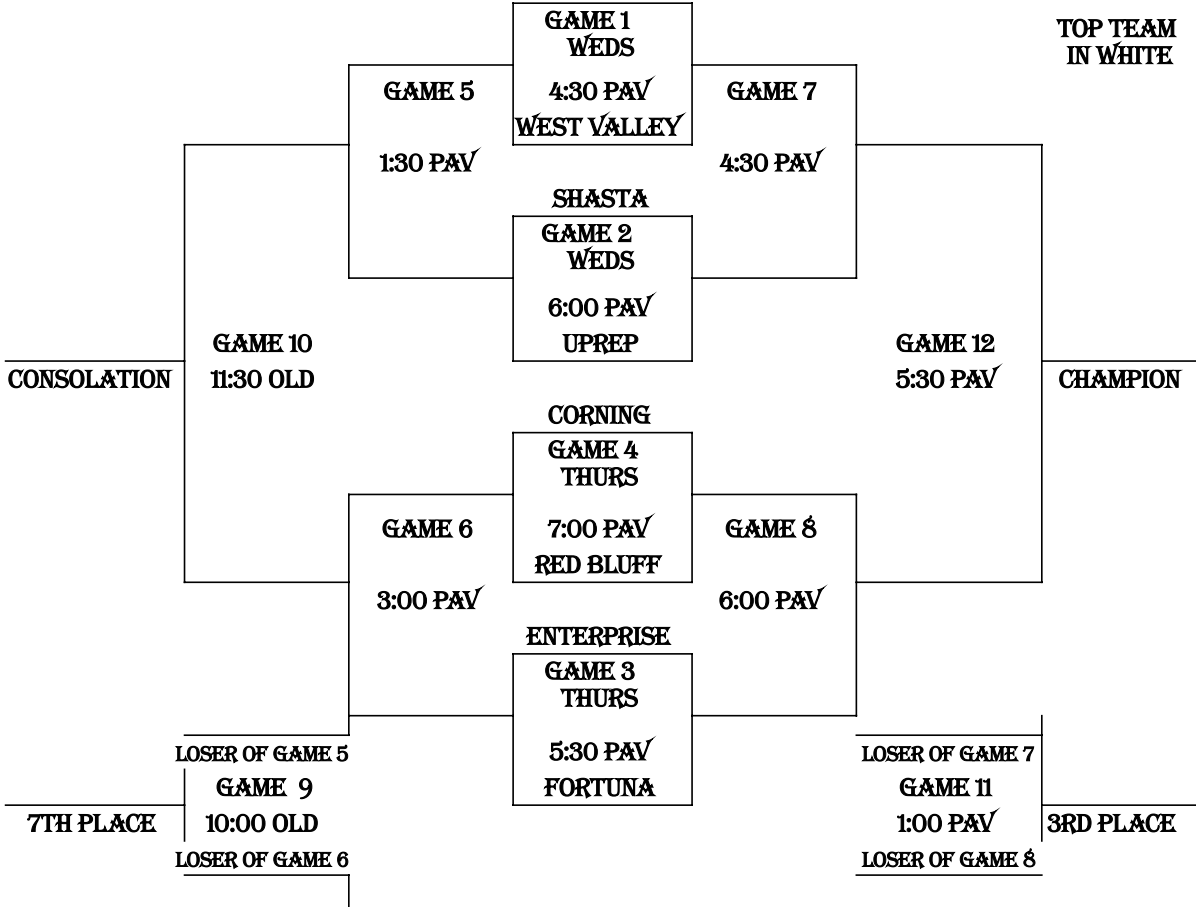 GAME 1
WEDS
TOP TEAM
IN WHITE
GAME 5
4:30 PAV
GAME 7
WEST VALLEY
1:30 PAV
4:30 PAV
SHASTA
GAME 2
WEDS
6:00 PAV
GAME 10
UPREP
GAME 12
CONSOLATION
11:30 OLD
5:30 PAV
CHAMPION
CORNING
GAME 4
THURS
GAME 6
7:00 PAV
GAME 8
RED BLUFF
3:00 PAV
6:00 PAV
ENTERPRISE
GAME 3
THURS
LOSER OF GAME 5
5:30 PAV
LOSER OF GAME 7
GAME 9
FORTUNA
GAME 11
7TH PLACE
10:00 OLD
1:00 PAV
3RD PLACE
LOSER OF GAME 6
LOSER OF GAME 8